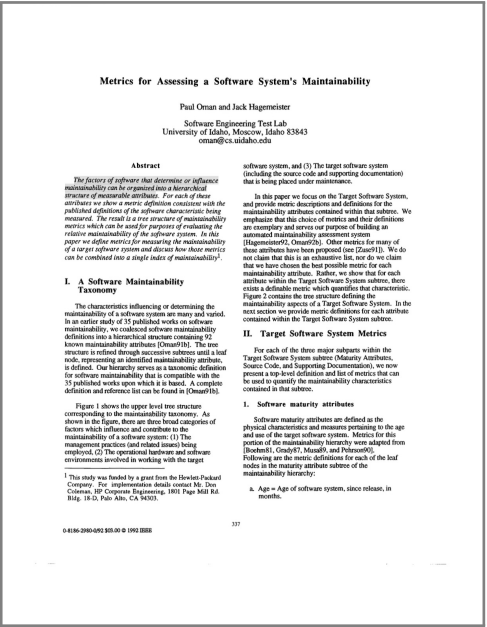 Metrics for Assessing a Software System's Maintainability
Paul Oman and Jack Hagemeister
Software Engineering Test Lab
University of Idaho, Moscow, Idaho 83843
oman@cs.uidaho.edu
Abstract
The factors of software that determine or influence
maintainability can be organized into a hierarchical
structure of measurable attributes. For each of these
attributes we show a metric definition consistent with the
published definitions of the software characteristic being
measured. The result is a tree structure of maintainability
metrics which can be used for purposes of evaluating the
relative maintainability of the software system. In this
paper we define metrics for measuring the maintainability
of a target software system and discuss how those metrics
can be combined into a single index of maintainability1.
I. A Software Maintainability
Taxonomy
The characteristics influencing or determining the
maintainability of a software system are many and varied.
In an earlier study of 35 published works on software
maintainability, we coalesced software maintainability
definitions into a hierarchical structure containing 92
known maintainability attributes [Oman91b]. The tree
structure is refined through successive subtrees until a leaf
node, representing an identified maintainability attribute,
is defined. Our hierarchy serves as a taxonomic definition
for software maintainability that is compatible with the
35 published works upon which it is based. A complete
definition and reference list can be found in [Oman91b].
Figure 1 shows the upper level tree structure
corresponding to the maintainability taxonomy. As
shown in the figure, there are three broad categories of
factors which influence and contribute to the
maintainability of a software system: (1) The
management practices (and related issues) being
employed, (2) The operational hardware and software
environments involved in working with the target
1 This study was funded by a grant from the Hewlett-Packard
Company. For implementation details contact Mr. Don
Coleman, HP Corporate Engineering, 1801 Page Mill Rd.
Bldg. 18-D, Palo Alto, CA 94303.
software system, and (3) The target software system
(including the source code and supporting documentation)
that is being placed under maintenance.
In this paper we focus on the Target Software System,
and provide metric descriptions and definitions for the
maintainability attributes contained within that subtree. We
emphasize that this choice of metrics and their definitions
are exemplary and serves our purpose of building an
automated maintainability assessment system
[Hagemeister92, Oman92b]. Other metrics for many of
these attributes have been proposed (see [Zuse91]). We do
not claim that this is an exhaustive list, nor do we claim
that we have chosen the best possible metric for each
maintainability attribute. Rather, we show that for each
attribute within the Target Software System subtree, there
exists a definable metric which quantifies that characteristic.
Figure 2 contains the tree structure defining the
maintainability aspects of a Target Software System. In the
next section we provide metric definitions for each attribute
contained within the Target Software System subtree.
II. Target Software System Metrics
For each of the three major subparts within the
Target Software System subtree (Maturity Attributes,
Source Code, and Supporting Documentation), we now
present a top-level definition and list of metrics that can
be used to quantify the maintainability characteristics
contained in that subtree.
1. Software maturity attributes
Software maturity attributes are defined as the
physical characteristics and measures pertaining to the age
and use of the target software system. Metrics for this
portion of the maintainability hierarchy were adapted from
[Boehm81, Grady87, Musa89, and Pehrson90].
Following are the metric definitions for each of the leaf
nodes in the maturity attribute subtree of the
maintainability hierarchy:
a. Age = Age of software system, since release, in
months.
337
0-8186-2980-0/92 $03.00 © 1992 IEEE